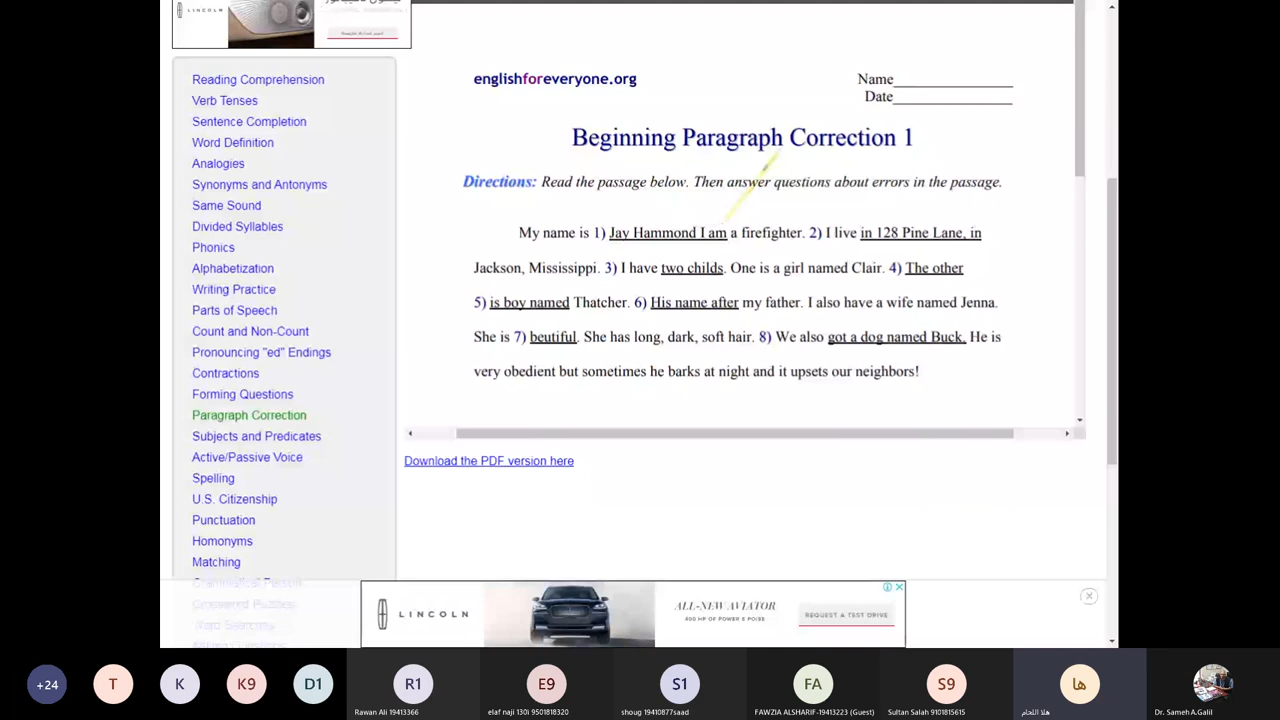 LINCOLN
Reading Comprehension
Verb Tenses
Sentence Completion
Word Definition
Analogies
Synonyms and Antonyms
Same Sound
Divided Syllables
Phonics
Alphabetization
Writing Practice
Parts of Speech
Count and Non-Count
Pronouncing "ed" Endings
Contractions
Forming Questions
Paragraph Correction
Subjects and Predicates
Active/Passive Voice
Spelling
U.S. Citizenship
Punctuation
Homonyms
Matching
englishforeveryone.org
Name
Date
Beginning Paragraph Correction 1
Directions: Read the passage below. Then answer questions about errors in the passage.
My name is 1) Jay Hammond I am a firefighter. 2) I live in 128 Pine Lane, in
Jackson, Mississippi. 3) I have two childs. One is a girl named Clair. 4) The other
5) is boy named Thatcher. 6) His name after my father. I also have a wife named Jenna.
She is 7) beutiful. She has long, dark, soft hair. 8) We also got a dog named Buck. He is
very obedient but sometimes he barks at night and it upsets our neighbors!
Download the PDF version here
LINCOLN
ALL-NEW AVIATOR
REQUEST A TEST DRIVE
+24
T
K
K9
D1
R1
Rawan Ali 19413366
E9
elaf naji 130i 9501818320
S1
shoug 19410877saad
FA
FAWZIA ALSHARIF-19413223 (Guest)
S9
Sultan Salah 9101815615
ها
هلا اللحام
Dr. Sameh A.Galil